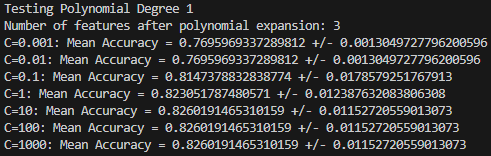 Testing Polynomial Degree 1
Number of features after polynomial expansion: 3
C=0.001: Mean Accuracy = 0.7695969337289812 +/- 0.0013049727796200596
C=0.01: Mean Accuracy = 0.7695969337289812 +/- 0.0013049727796200596
C=0.1: Mean Accuracy = 0.8147378832838774 +/- 0.0178579251767913
C=1: Mean Accuracy = 0.823051787480571 +/- 0.012387632083806308
C=10: Mean Accuracy = 0.8260191465310159 +/- 0.01152720559013073
C=100: Mean Accuracy = 0.8260191465310159 +/- 0.01152720559013073
C=1000: Mean Accuracy = 0.8260191465310159 +/- 0.01152720559013073